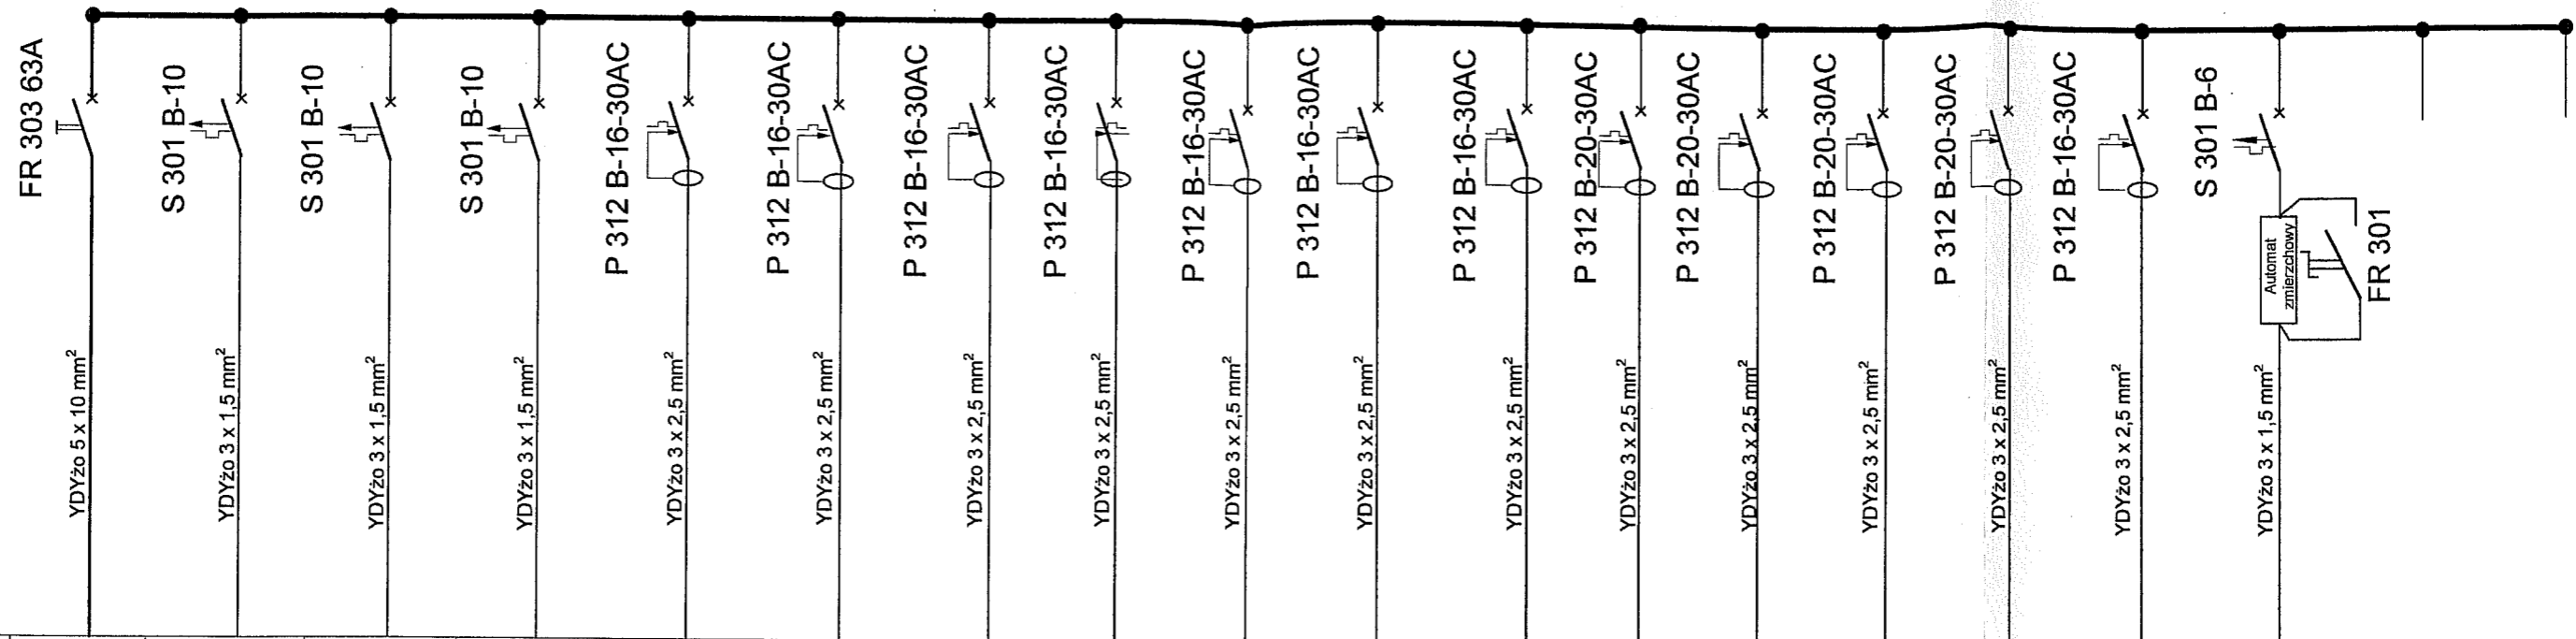 FR 303 63A
S 301 B-10
S 301 B-10
S 301 B-10
P 312 B-16-30AC
P 312 B-16-30AC
P 312 B-16-30AC
P 312 B-16-30AC
P 312 B-16-30AC
P 312 B-16-30AC
P 312 B-16-30AC
P 312 B-20-30AC
P 312 B-20-30AC
P 312 B-20-30AC
P 312 B-20-30AC
P 312 B-16-30AC
S 301 B-6
Automat
zmierzchowy
FR 301
YDYżo 5 x 10 mm²
YDYżo 3 x 1,5 mm²
YDYżo 3 x 1,5 mm²
YDYżo 3 x 1,5 mm²
YDYżo 3 x 2,5 mm²
YDYżo 3 x 2,5 mm²
YDYżo 3 x 2,5 mm²
YDYżo 3 x 2,5 mm²
YDYżo 3 x 2,5 mm²
YDYżo 3 x 2,5 mm²
YDYżo 3 x 2,5 mm²
YDYżo 3 x 2,5 mm²
YDYżo 3 x 2,5 mm²
YDYżo 3 x 2,5 mm²
YDYżo 3 x 2,5 mm²
YDYżo 3 x 2,5 mm²
YDYżo 3 x 1,5 mm²